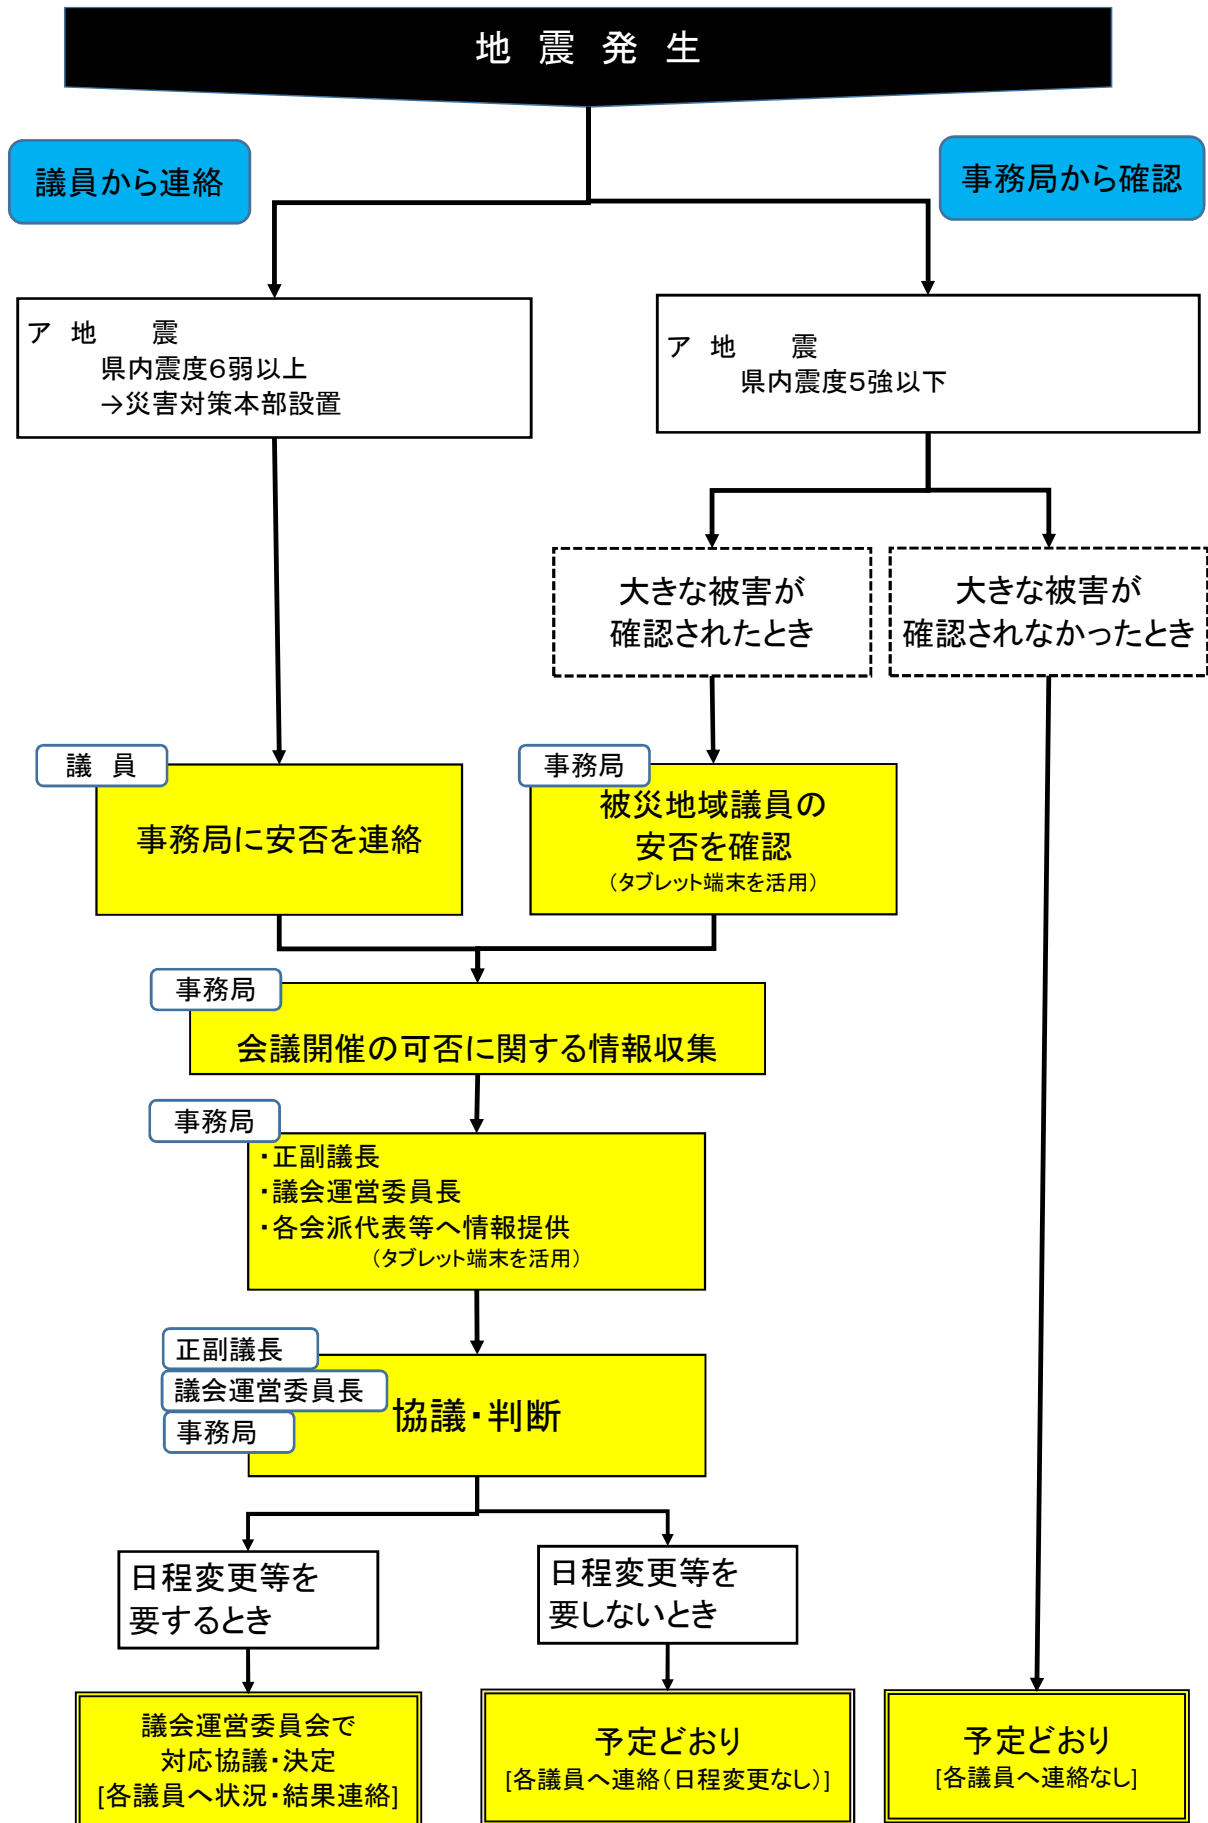 地 震 発 生
議員から連絡
事務局から確認
ア 地 震
県内震度6弱以上
→災害対策本部設置
ア 地 震
県内震度5強以下
大きな被害が
確認されたとき
大きな被害が
確認されなかったとき
議 員
事務局に安否を連絡
事務局
被災地域議員の
安否を確認
（タブレット端末を活用）
事務局
会議開催の可否に関する情報収集
事務局
・正副議長
・議会運営委員長
・各会派代表等へ情報提供
（タブレット端末を活用）
正副議長
議会運営委員長
事務局
協議・判断
日程変更等を
要するとき
日程変更等を
要しないとき
議会運営委員会で
対応協議・決定
[各議員へ状況・結果連絡]
予定どおり
[各議員へ連絡（日程変更なし）]
予定どおり
[各議員へ連絡なし]